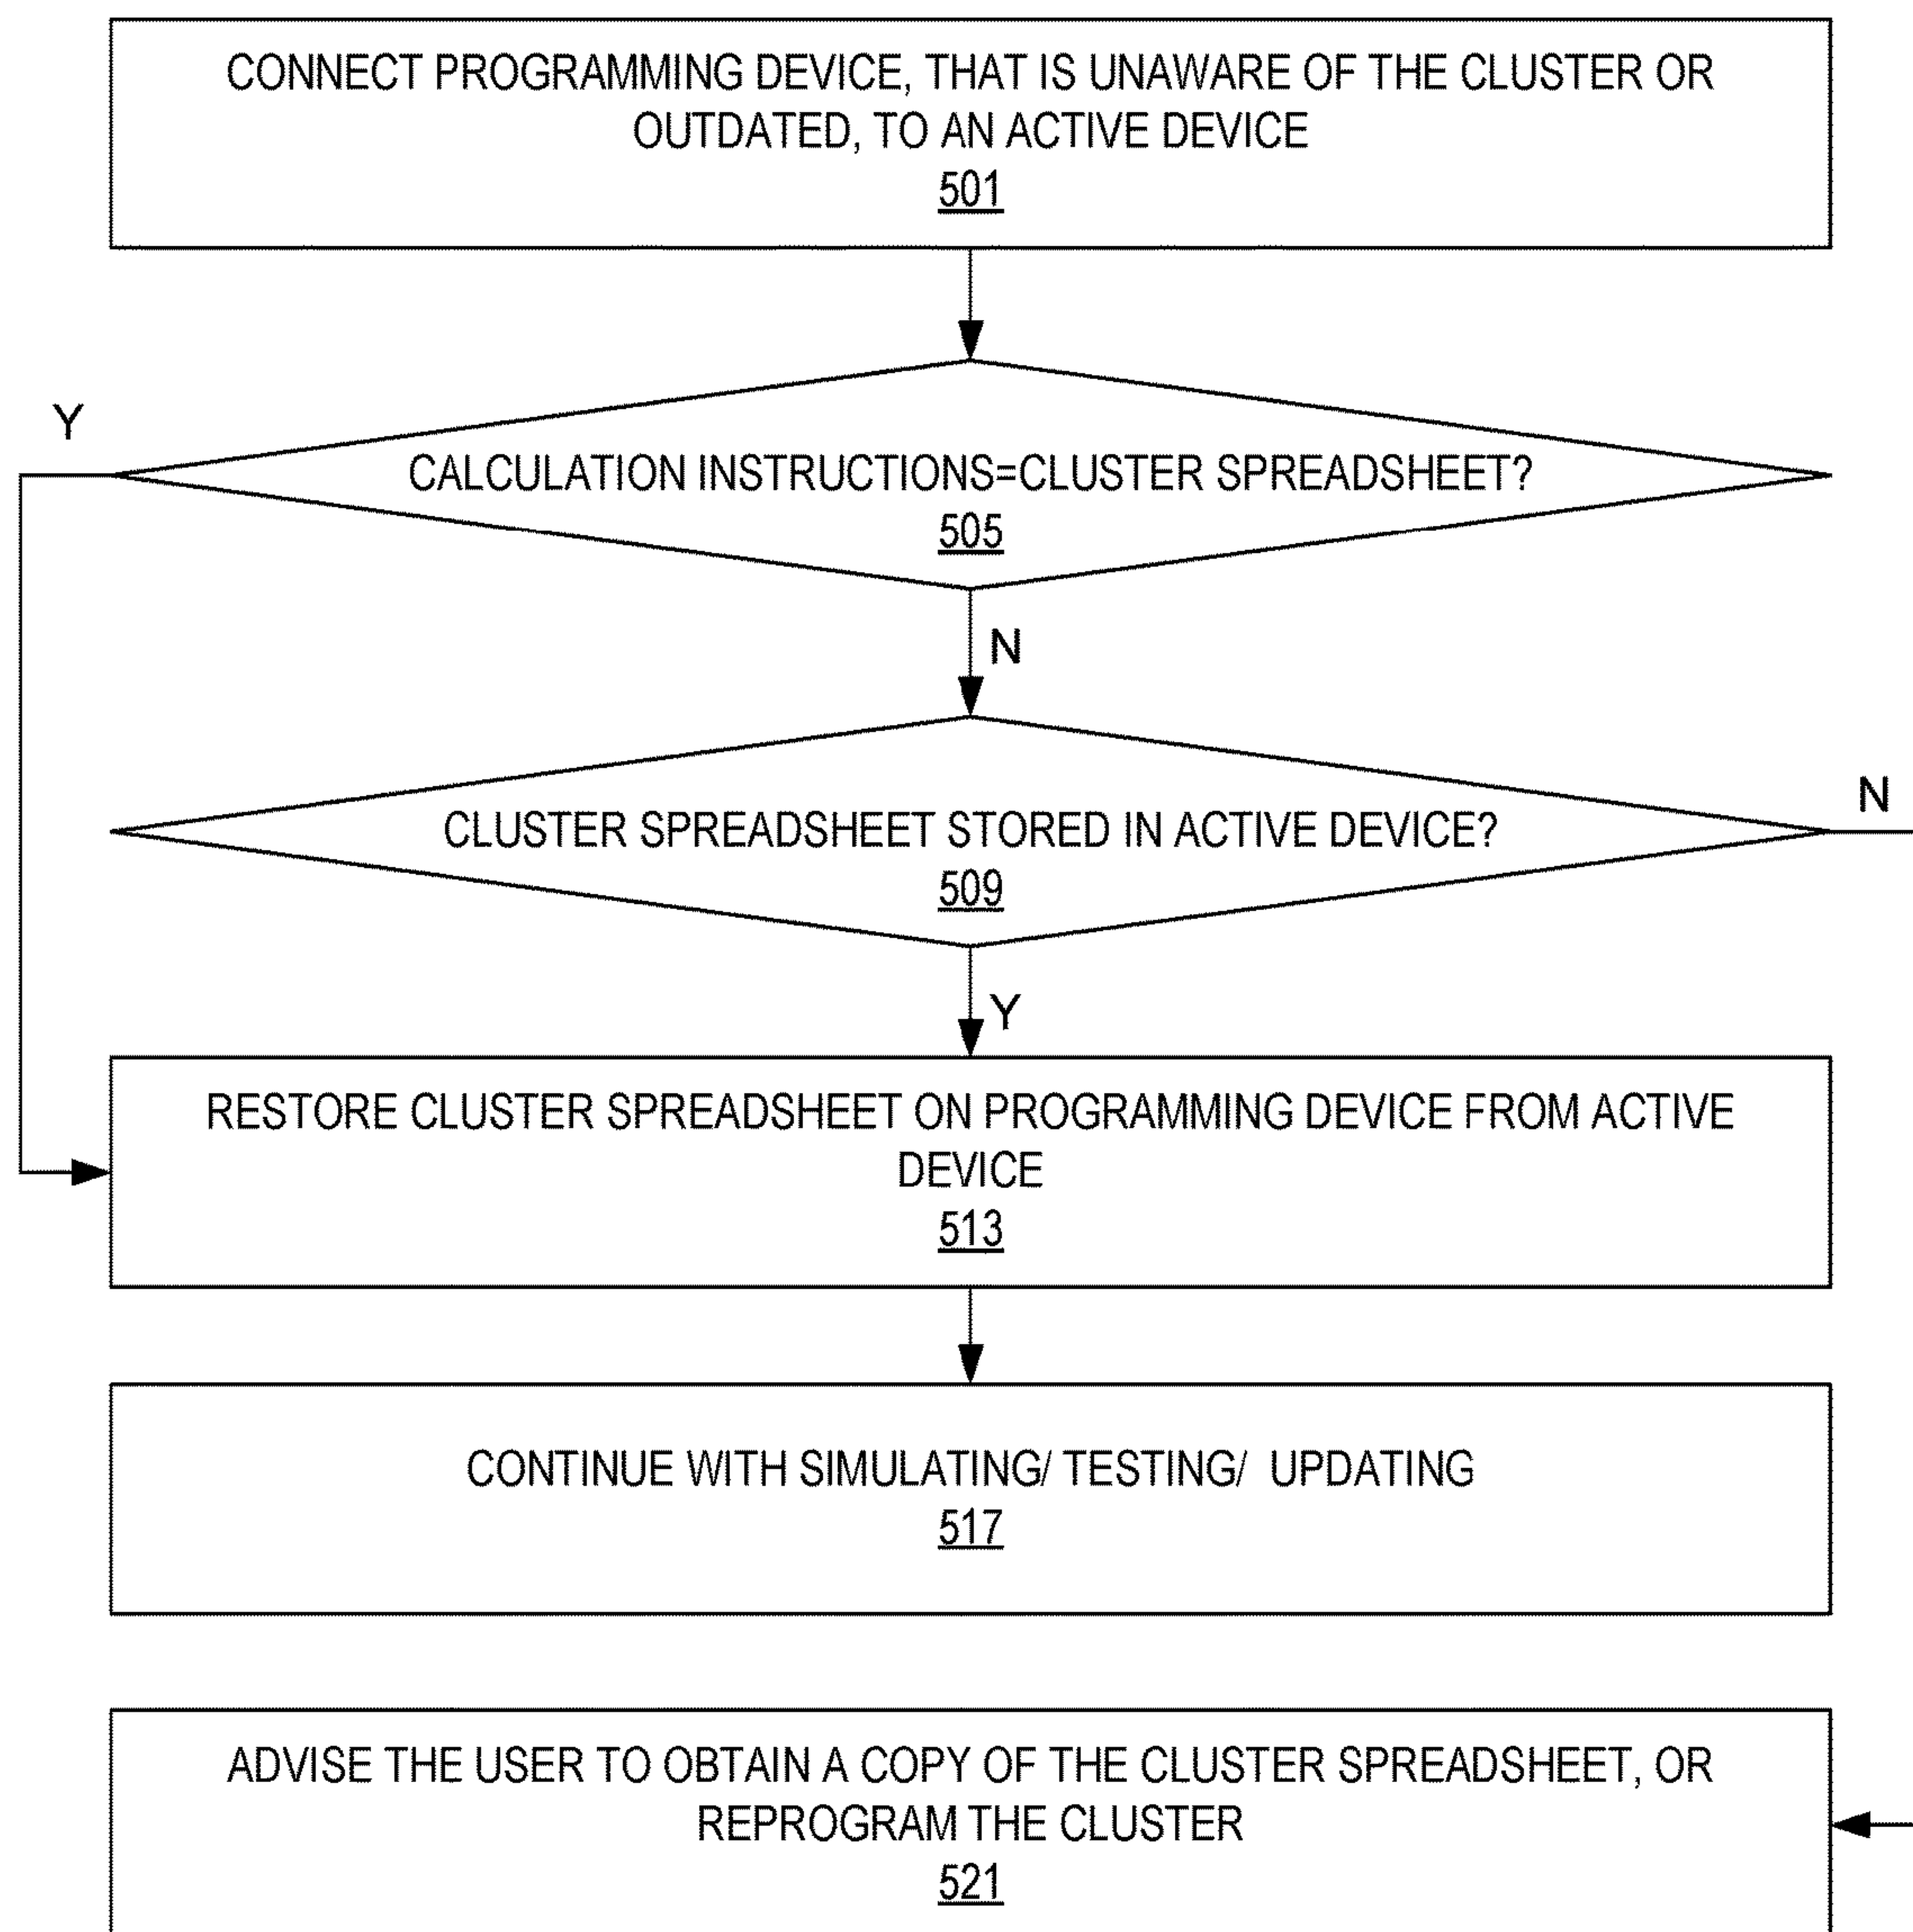 CONNECT PROGRAMMING DEVICE, THAT IS UNAWARE OF THE CLUSTER OR
OUTDATED, TO AN ACTIVE DEVICE
501
Y
CALCULATION INSTRUCTIONS=CLUSTER SPREADSHEET?
505
N
N
CLUSTER SPREADSHEET STORED IN ACTIVE DEVICE?
509
Y
RESTORE CLUSTER SPREADSHEET ON PROGRAMMING DEVICE FROM ACTIVE
DEVICE
513
CONTINUE WITH SIMULATING/ TESTING/ UPDATING
517
ADVISE THE USER TO OBTAIN A COPY OF THE CLUSTER SPREADSHEET, OR
REPROGRAM THE CLUSTER
521